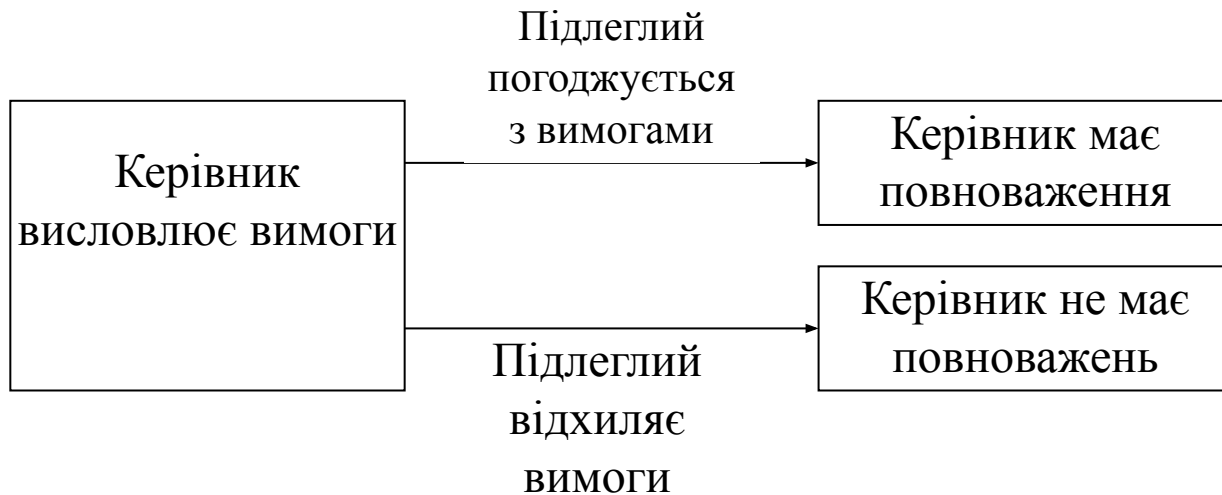 Підлеглий
погоджується
з вимогами
Керівник
висловлює вимоги
Керівник має
повноваження
Керівник не має
повноважень
Підлеглий
відхиляє
вимоги